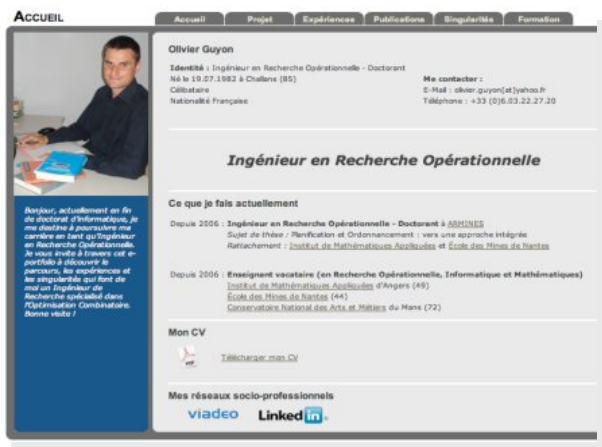 ACCUEIL
Accueil Projet Expériences Publications Singularités Formation
Olivier Guyon
Identité : Ingénieur en Recherche Opérationnelle - Doctorant
Né le 19.07.1982 à Challans (85)
Célibataire
Nationalité Française
Me contacter :
E-Mail : olivier.guyon[at]yahoo.fr
Téléphone : +33 (0)6.03.22.27.20
Ingénieur en Recherche Opérationnelle
Bonjour, actuellement en fin
de doctorat d'informatique, je
me destine à poursuivre ma
carrière en tant qu'Ingénieur
en Recherche Opérationnelle.
Je vous invite à travers cet e-
portfolio à découvrir le
parcours, les expériences et
les singularités qui font de
moi un Ingénieur de
Recherche spécialisé dans
l'Optimisation Combinatoire.
Bonne visite !
Ce que je fais actuellement
Depuis 2006 : Ingénieur en Recherche Opérationnelle - Doctorant à ARMINES
Sujet de thèse : Planification et Ordonnancement : vers une approche intégrée
Rattachement : Institut de Mathématiques Appliquées et École des Mines de Nantes
Depuis 2006 : Enseignant vacataire (en Recherche Opérationnelle, Informatique et Mathématiques)
Institut de Mathématiques Appliquées d'Angers (49)
École des Mines de Nantes (44)
Conservatoire National des Arts et Métiers du Mans (72)
Mon CV
Télécharger mon CV
Mes réseaux socio-professionnels
viadeo Linked in